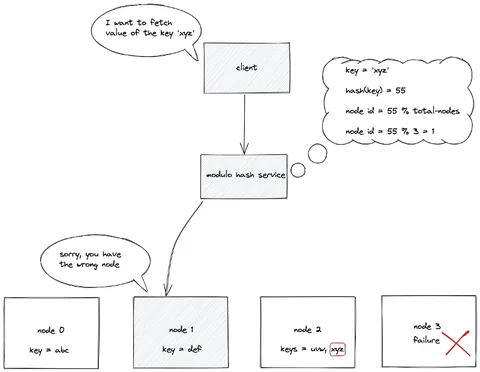 I want to fetch
value of the key 'xyz'
client
key = 'xyz'
hash(key) = 55
node id = 55 % total-nodes
node id = 55 % 3 = 1
modulo hash service
sorry, you have
the wrong node
node 0
key = abc
node 1
key = def
node 2
keys = uvw, xyz
node 3
failure